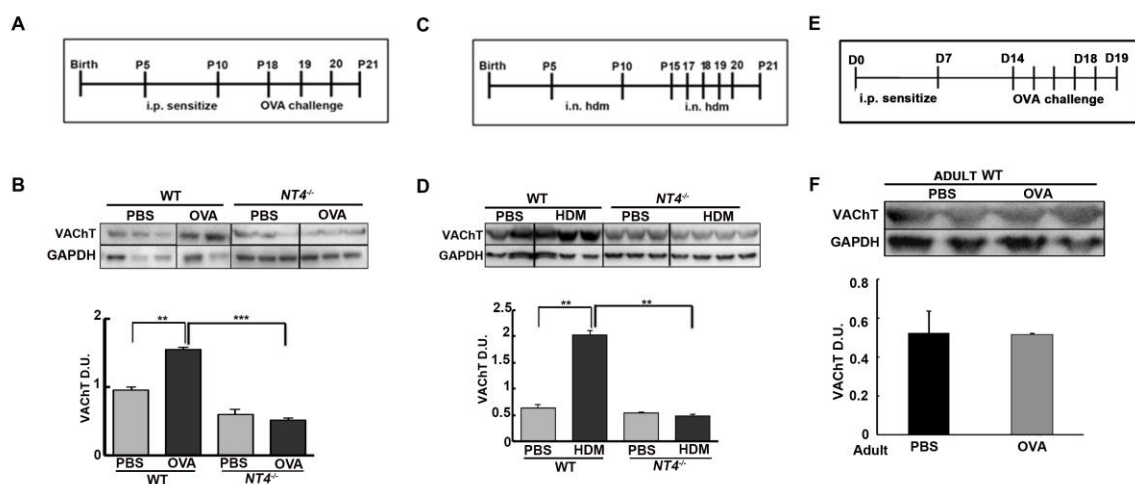 A
Birth P5 P10 P18 19 20 P21
i.p. sensitize OVA challenge
C
Birth P5 P10 P15 17 18 19 20 P21
i.n. hdm i.n. hdm
E
D0 D7 D14 D18 D19
i.p. sensitize OVA challenge
B
WT NT4-/-
PBS OVA PBS OVA
VAChT
GAPDH
** ***
2
1
0
VAChT D.U.
PBS OVA PBS OVA
WT NT4-/-
D
WT NT4-/-
PBS HDM PBS HDM
VAChT
GAPDH
** **
2.5
2
1.5
1
0.5
0
VAChT D.U.
PBS HDM PBS HDM
WT NT4-/-
F
ADULT WT
PBS OVA
VAChT
GAPDH
0.8
0.6
0.4
0.2
0
VAChT D.U.
Adult PBS OVA